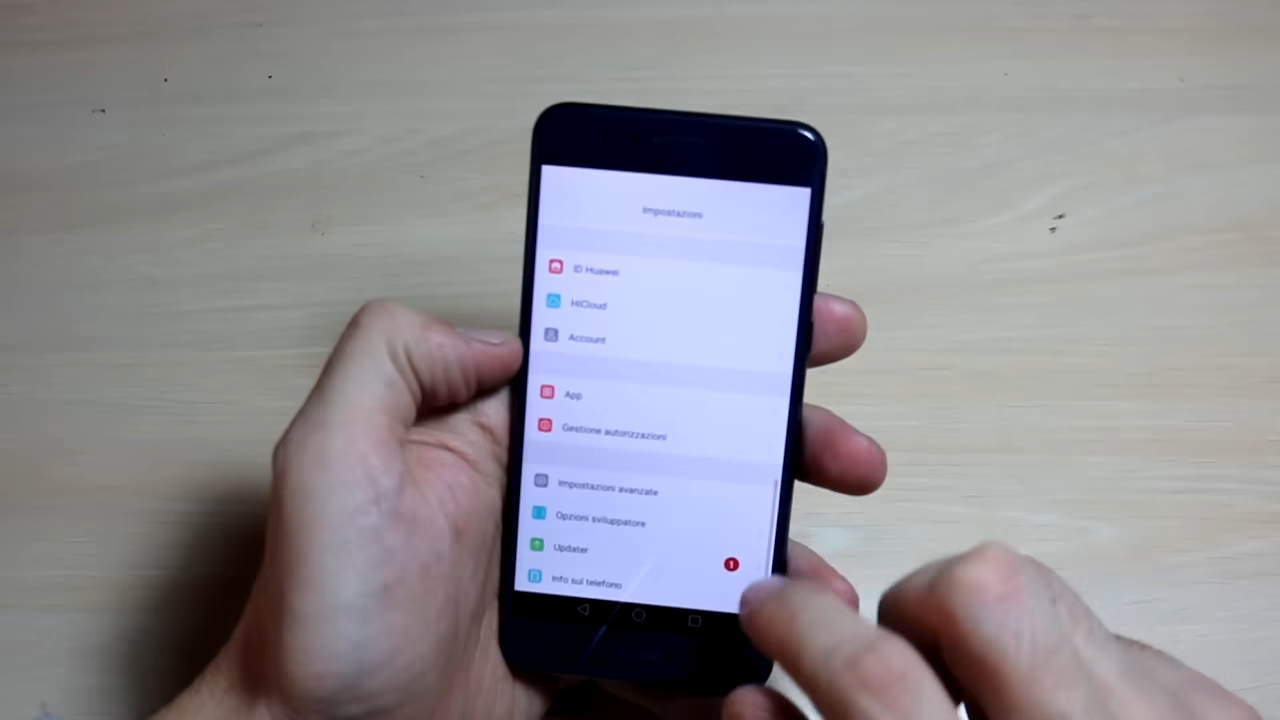 Impostazioni
ID Huawei
HiCloud
Account
App
Gestione autorizzazioni
Impostazioni avanzate
Opzioni sviluppatore
Updater
1
Info sul telefono